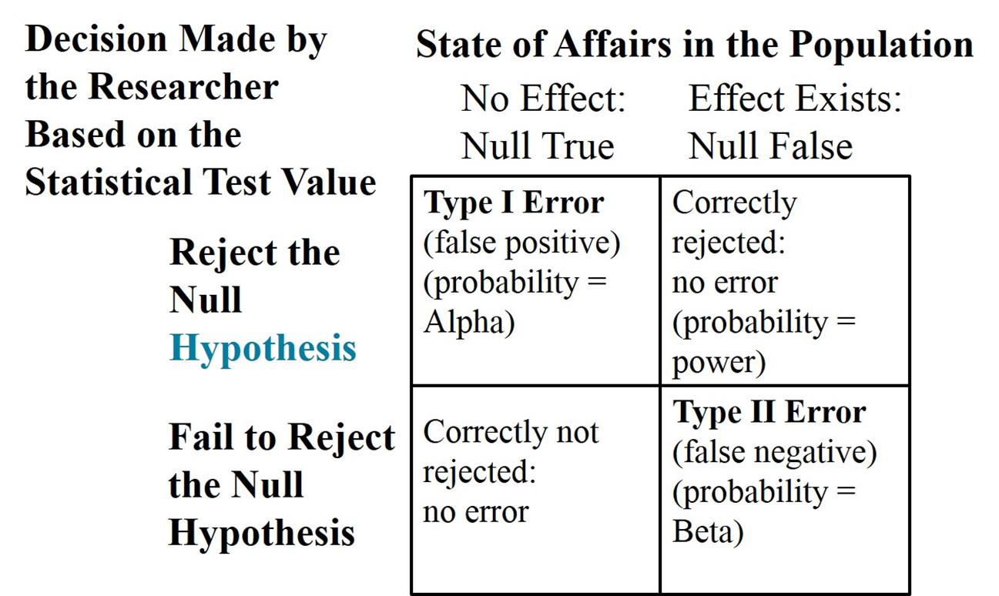 Decision Made by
the Researcher
Based on the
Statistical Test Value
State of Affairs in the Population
No Effect:
Null True
Effect Exists:
Null False
Reject the
Null
Hypothesis
Type I Error
(false positive)
(probability =
Alpha)
Correctly
rejected:
no error
(probability =
power)
Fail to Reject
the Null
Hypothesis
Correctly not
rejected:
no error
Type II Error
(false negative)
(probability =
Beta)